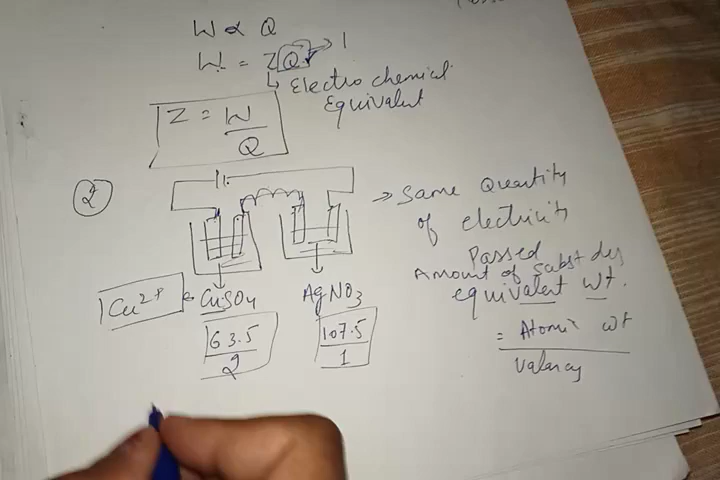 W ∝ Q
W = ZQ → 1
Electro chemical
Equivalent
Z = W/Q
2
→ Same Quantity
of electricity
Passed
Amount of Subst dep
equivalent wt.
= Atomic wt / Valancy
Cu²⁺ CuSO4 AgNO3
63.5/2 107.5/1